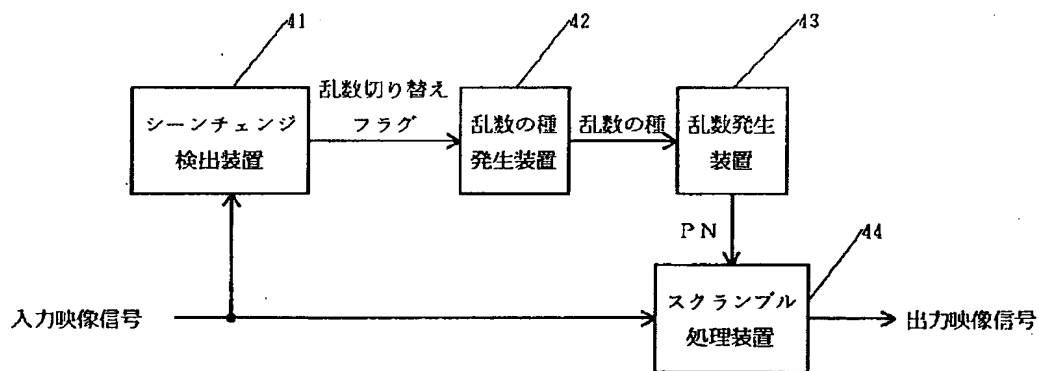 41
42
43
シーンチェンジ
検出装置
乱数切り替え
フラグ
乱数の種
発生装置
乱数の種
乱数発生
装置
PN
44
入力映像信号
スクランブル
処理装置
出力映像信号